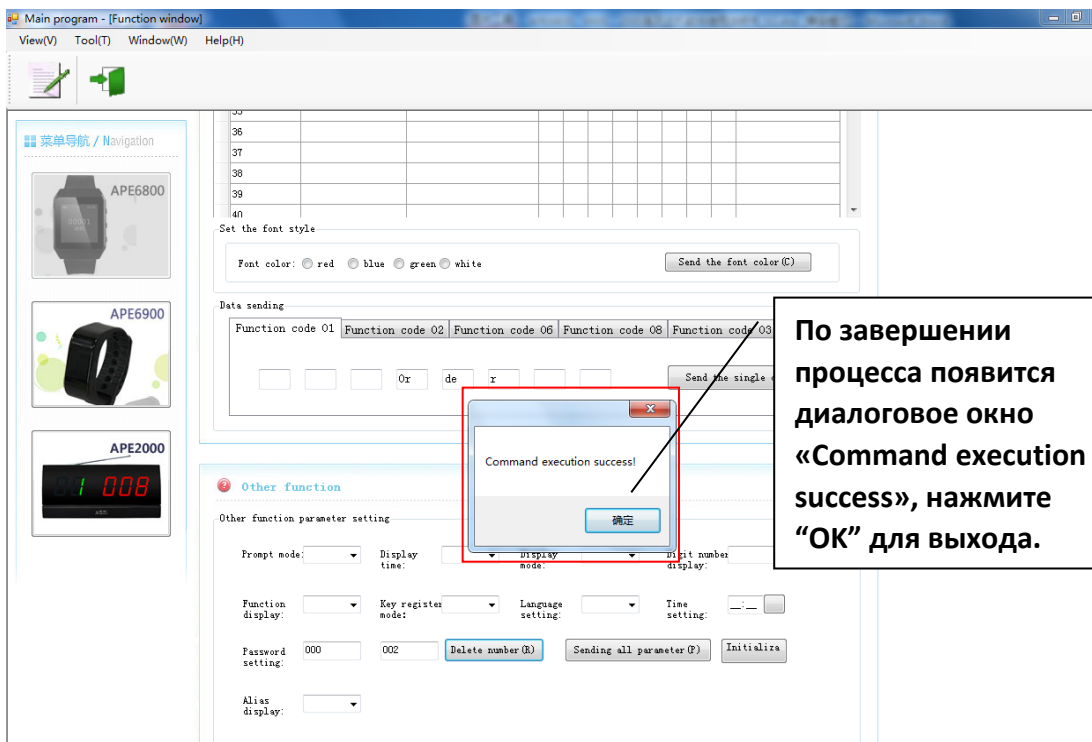 Main program - [Function window]
View(V) Tool(T) Window(W) Help(H)
菜单导航 / Navigation
APE6800
APE6900
APE2000
1 008
36
37
38
39
40
Set the font style
Font color: red blue green white
Send the font color(C)
Data sending
Function code 01 Function code 02 Function code 06 Function code 08 Function code 03
Or de r
Send the single
Command execution success!
确定
По завершении
процесса появится
диалоговое окно
«Command execution
success», нажмите
“OK” для выхода.
Other function
Other function parameter setting
Prompt mode: Display time: Display mode: Digit number display:
Function display: Key register mode: Language setting: Time setting: __:__
Password setting: 000 002 Delete number(R) Sending all parameter(P) Initializa
Alias display: